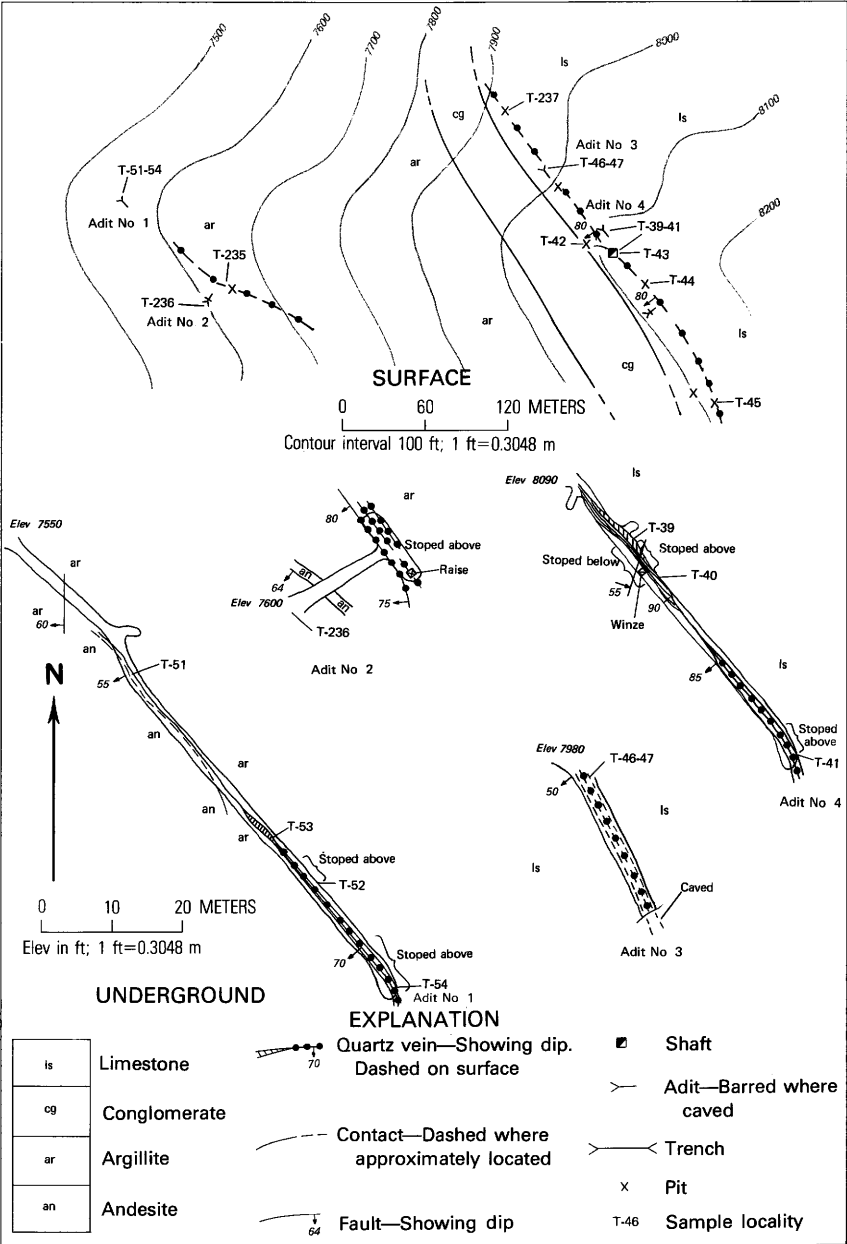 7500
7600
7700
7800
7900
8000
8100
8200
ls
ls
ls
cg
cg
ar
ar
ar
T-237
Adit No 3
T-46-47
T-51-54
Adit No 1
Adit No 4
80
T-39-41
T-42
T-43
T-235
T-44
80
T-236
Adit No 2
T-45
SURFACE
0 60 120 METERS
Contour interval 100 ft; 1 ft=0.3048 m
Elev 7550
ar
ar
60
an
55
T-51
an
ar
an
ar
T-53
Stoped above
T-52
70
Stoped above
T-54
Adit No 1
N
0 10 20 METERS
Elev in ft; 1 ft=0.3048 m
UNDERGROUND
ar
80
Stoped above
64
an
an
Raise
Elev 7600
75
T-236
Adit No 2
ls
Elev 8090
T-39
Stoped above
Stoped below
T-40
55
90
Winze
ls
85
Stoped above
T-41
Adit No 4
Elev 7980
T-46-47
50
ls
ls
Caved
Adit No 3
EXPLANATION
ls Limestone
cg Conglomerate
ar Argillite
an Andesite
70
Quartz vein—Showing dip.
Dashed on surface
Contact—Dashed where
approximately located
64
Fault—Showing dip
Shaft
Adit—Barred where
caved
Trench
Pit
T-46 Sample locality